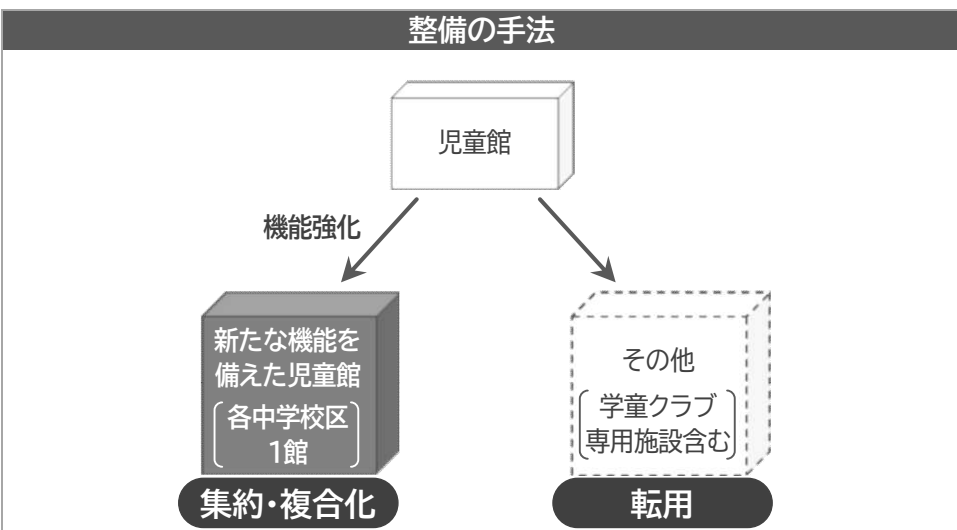 整備の手法
児童館
機能強化
新たな機能を
備えた児童館
各中学校区
1館
集約・複合化
その他
学童クラブ
専用施設含む
転用